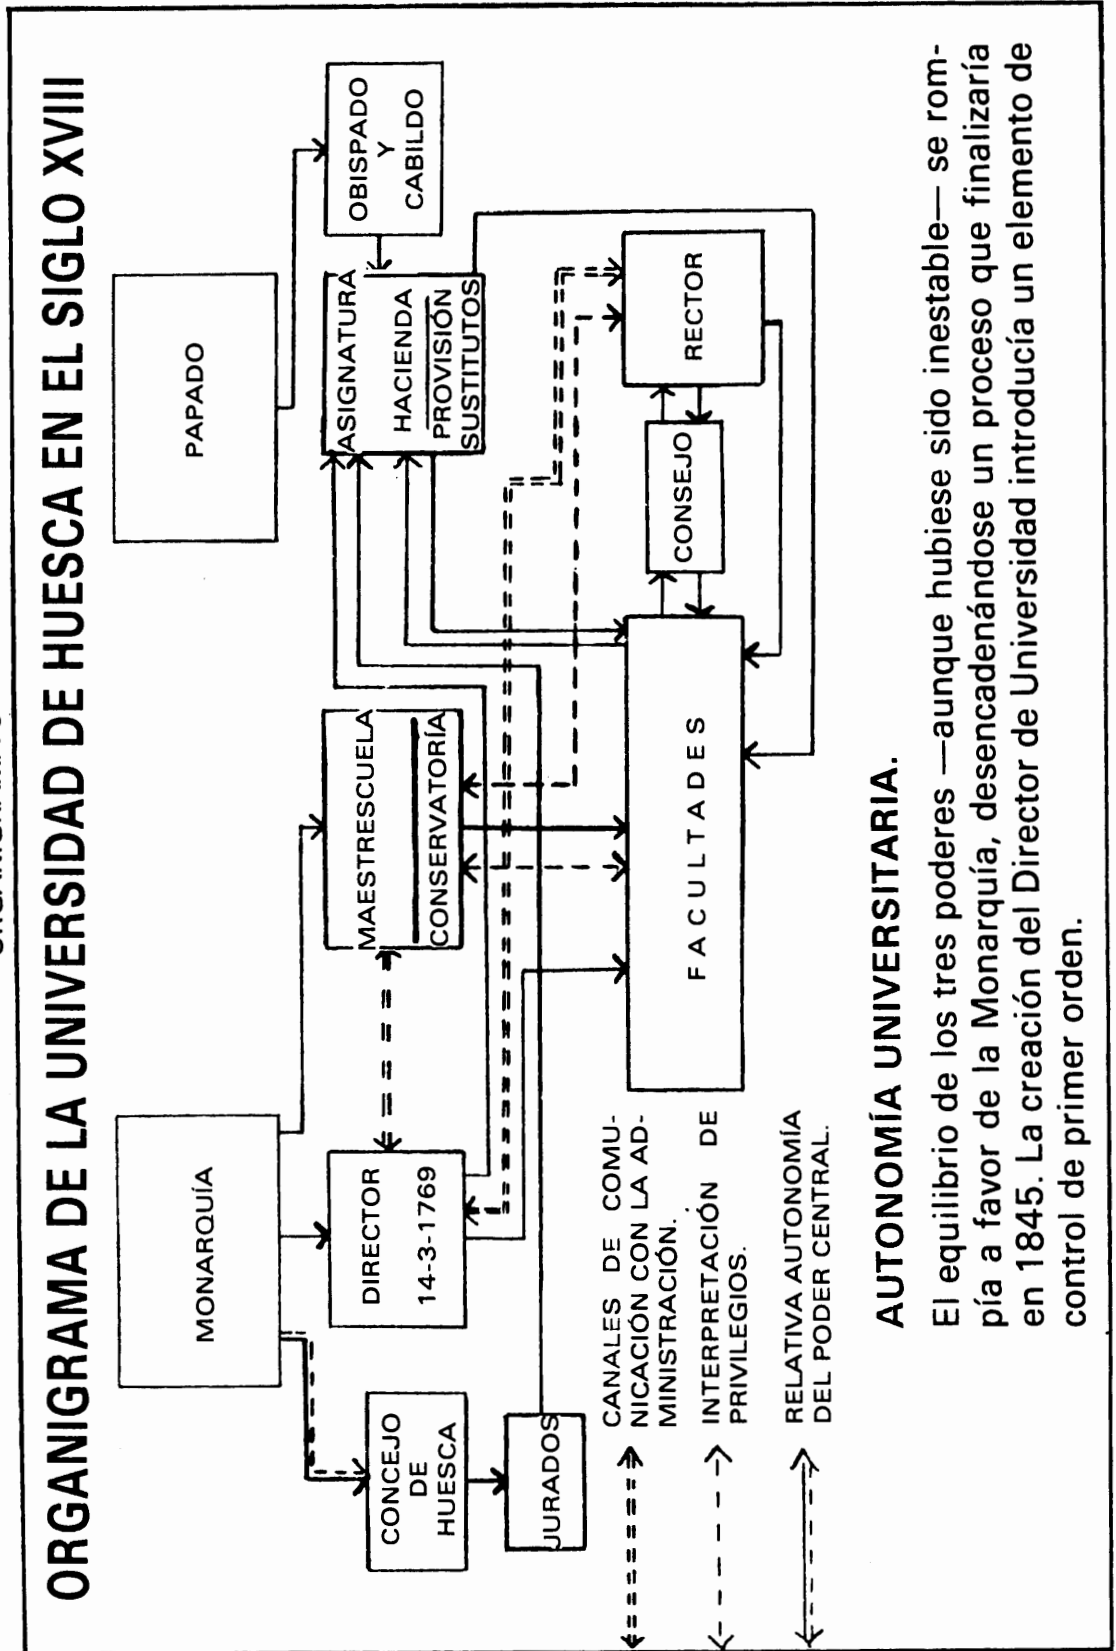 ORGANIGRAMA DE LA UNIVERSIDAD DE HUESCA EN EL SIGLO XVIII
MONARQUÍA
PAPADO
CONCEJO
DE
HUESCA
DIRECTOR
14-3-1769
MAESTRESCUELA
CONSERVATORÍA
ASIGNATURA
HACIENDA
PROVISIÓN
SUSTITUTOS
OBISPADO
Y
CABILDO
JURADOS
FACULTADES
CONSEJO
RECTOR
CANALES DE COMU-
NICACIÓN CON LA AD-
MINISTRACIÓN.
INTERPRETACIÓN DE
PRIVILEGIOS.
RELATIVA AUTONOMÍA
DEL PODER CENTRAL.
AUTONOMÍA UNIVERSITARIA.
El equilibrio de los tres poderes —aunque hubiese sido inestable— se rom-
pía a favor de la Monarquía, desencadenándose un proceso que finalizaría
en 1845. La creación del Director de Universidad introducía un elemento de
control de primer orden.